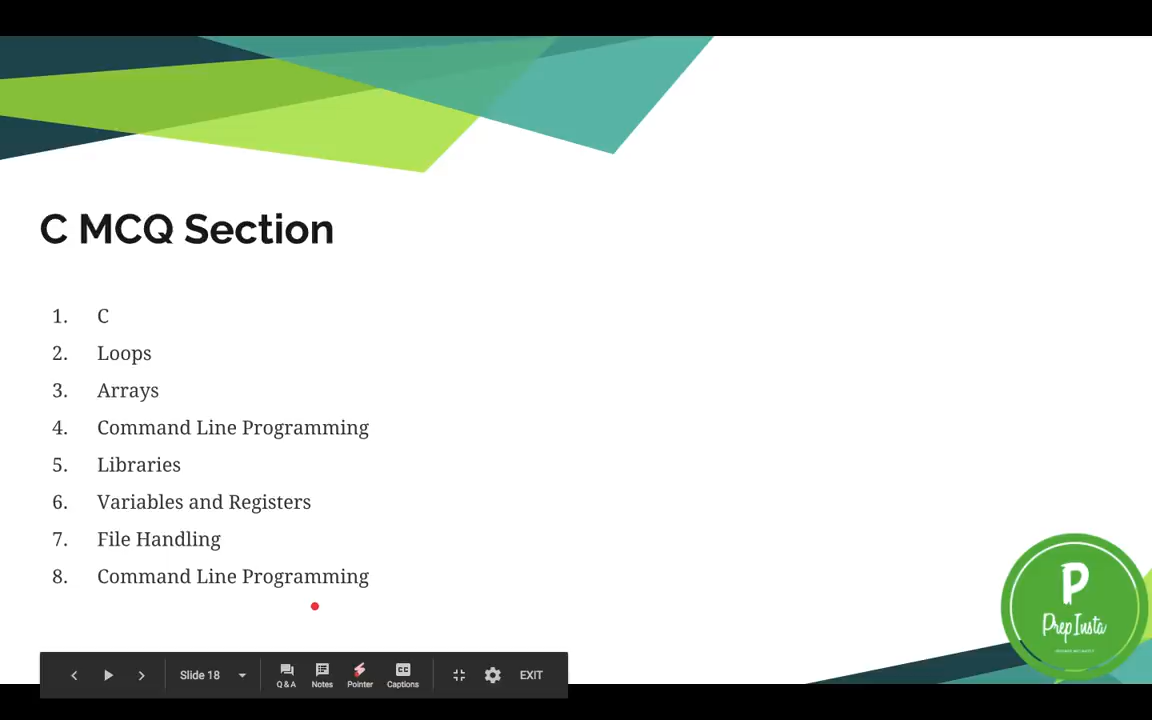 C MCQ Section
1. C
2. Loops
3. Arrays
4. Command Line Programming
5. Libraries
6. Variables and Registers
7. File Handling
8. Command Line Programming
P
PrepInsta
Slide 18
Q & A
Notes
Pointer
CC
Captions
EXIT